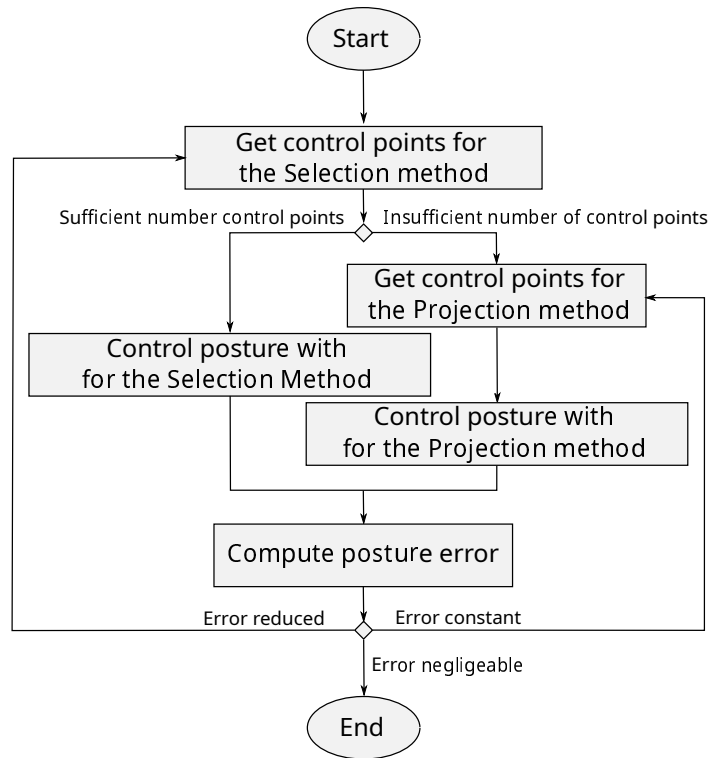 Start
Get control points for
the Selection method
Sufficient number control points
Insufficient number of control points
Get control points for
the Projection method
Control posture with
for the Selection Method
Control posture with
for the Projection method
Compute posture error
Error reduced
Error constant
Error negligeable
End